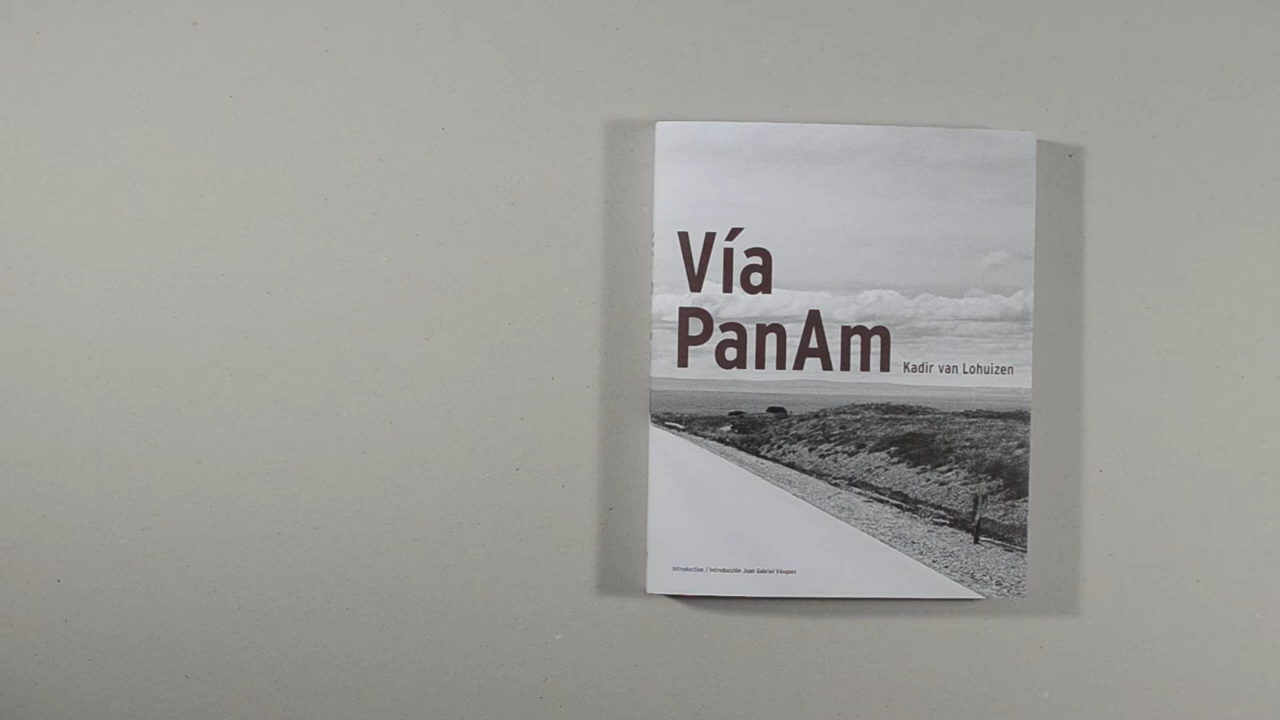 Vía
PanAm
Kadir van Lohuizen
Introduction / Introducción Juan Gabriel Vásquez